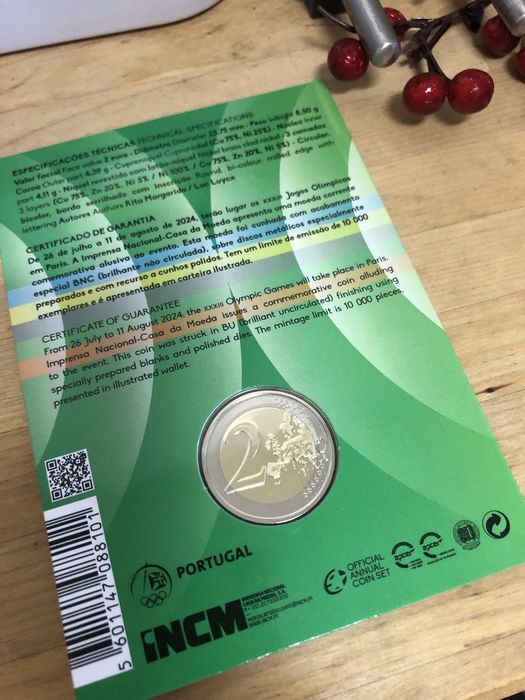 ESPECIFICAÇÕES TÉCNICAS TECHNICAL SPECIFICATIONS
Valor facial Face value 2 euro - Diâmetro Diameter 25,75 mm - Peso Weight 8,50 g
Coroa Outer part 4,39 g - Cuproníquel Cupronickel (Cu 75%, Ni 25%) - Núcleo Inner
part 4,11 g - Níquel revestido com latão-níquel Nickel brass clad nickel - 3 camadas
3 layers (Cu 75%, Zn 20%, Ni 5% / Ni 100% / Cu 75%, Zn 20%, Ni 5%) - Circular,
bicolor, bordo serrilhado com inscrição Round, bi-colour, milled edge with
lettering Autores Authors Rita Morgantinho / Luc Luycx
CERTIFICADO DE GARANTIA
De 26 de julho a 11 de agosto de 2024, terão lugar os XXXIII Jogos Olímpicos
em Paris. A Imprensa Nacional-Casa da Moeda apresenta uma moeda corrente
comemorativa alusiva ao evento. Esta moeda foi cunhada com acabamento
especial BNC (brilhante não circulada), sobre discos metálicos especialmente
preparados e com recurso a cunhos polidos. Tem um limite de emissão de 10 000
exemplares e é apresentada em carteira ilustrada.
CERTIFICATE OF GUARANTEE
From 26 July to 11 August 2024, the XXXIII Olympic Games will take place in Paris.
Imprensa Nacional-Casa da Moeda issues a commemorative coin alluding
to the event. This coin was struck in BU (brilliant uncirculated) finishing using
specially prepared blanks and polished dies. The mintage limit is 10 000 pieces,
presented in illustrated wallet.
2
PORTUGAL
OFFICIAL
ANNUAL
COIN SET
apcer
apcer
INCM
IMPRENSA NACIONAL
CASA DA MOEDA, S.A.
WWW.INCM.PT
5 601147 088101